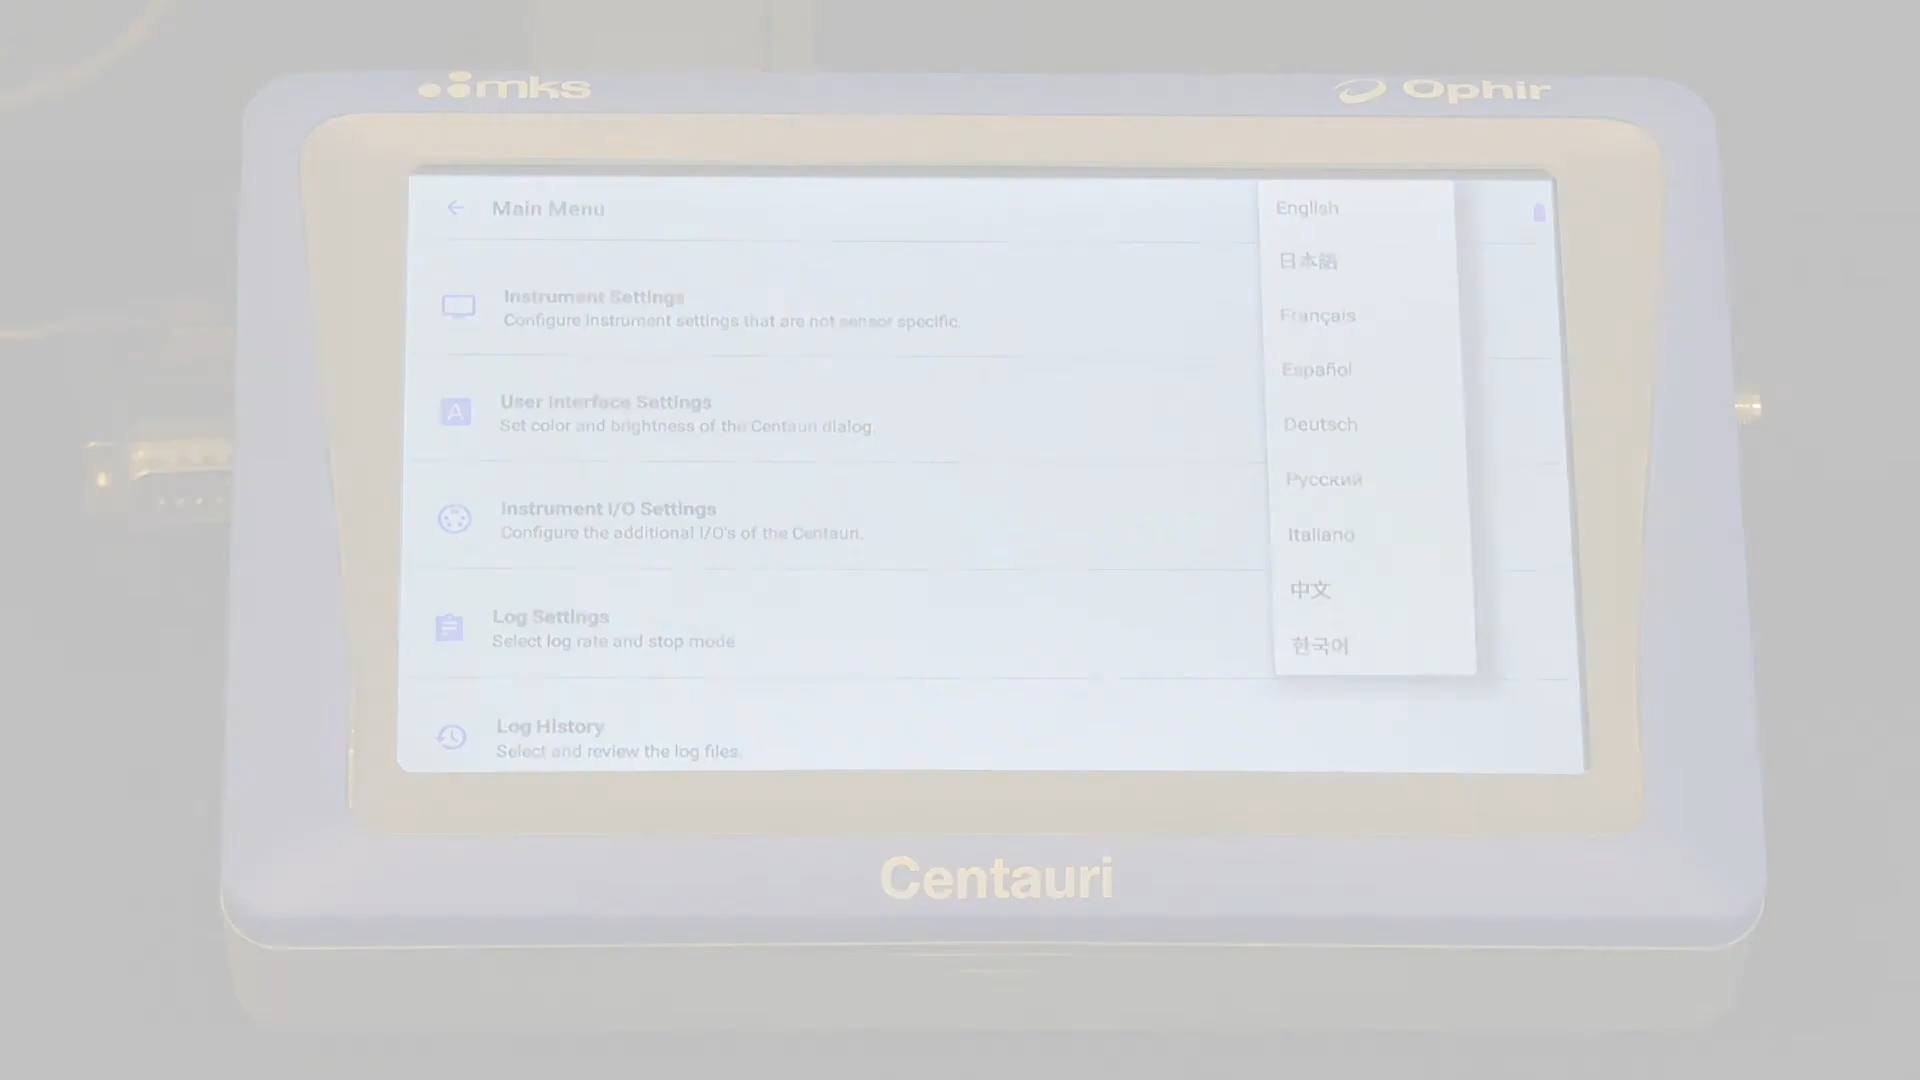 mks
Ophir
Main Menu
Instrument Settings
Configure instrument settings that are not sensor specific.
A
User Interface Settings
Set color and brightness of the Centauri dialog.
Instrument I/O Settings
Configure the additional I/O's of the Centauri.
Log Settings
Select log rate and stop mode
Log History
Select and review the log files.
English
日本語
Français
Español
Deutsch
Русский
Italiano
中文
한국어
Centauri